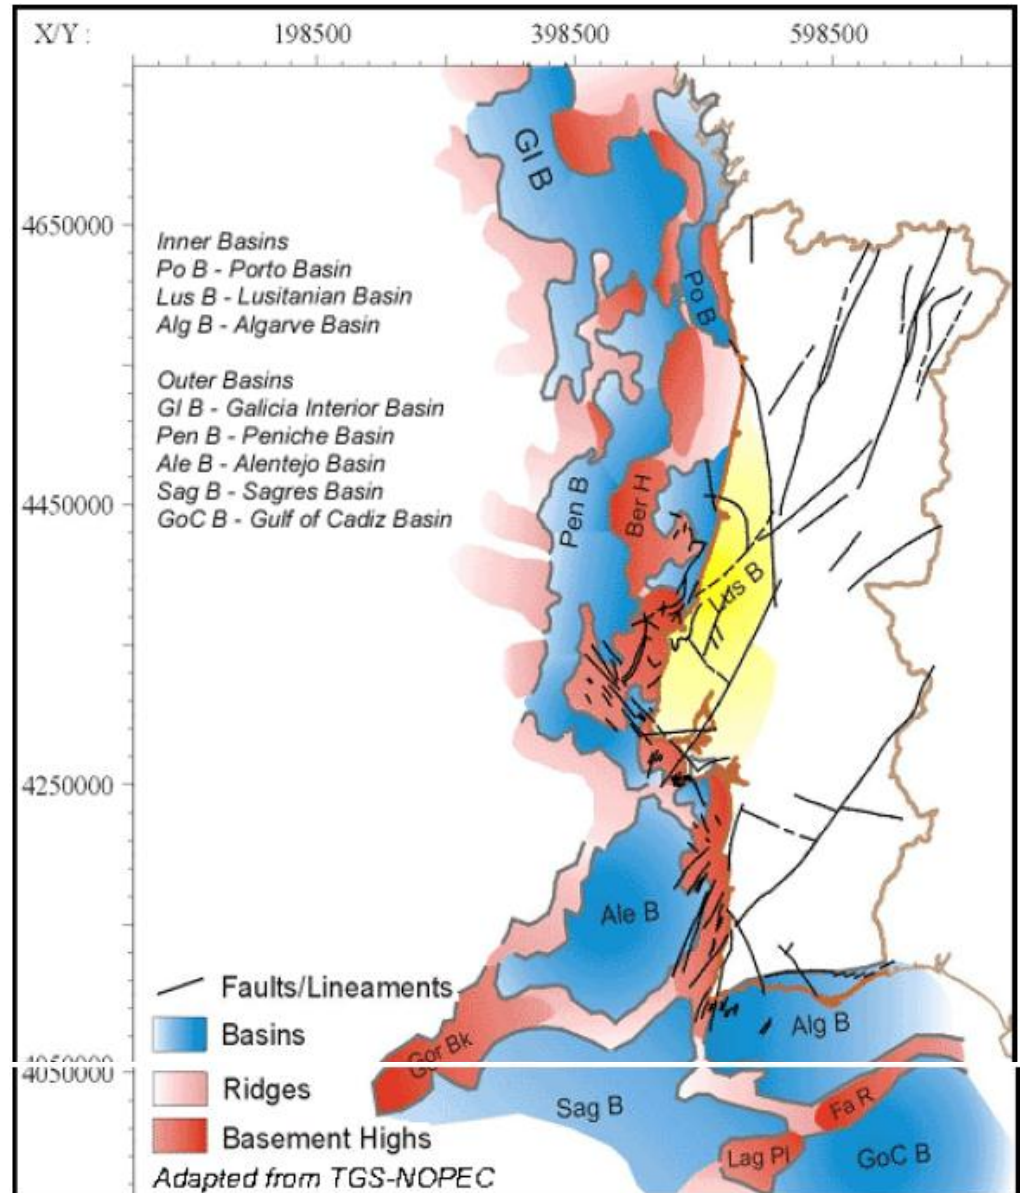 X/Y : 198500 398500 598500
4650000
4450000
4250000
4050000
Inner Basins
Po B - Porto Basin
Lus B - Lusitanian Basin
Alg B - Algarve Basin
Outer Basins
GI B - Galicia Interior Basin
Pen B - Peniche Basin
Ale B - Alentejo Basin
Sag B - Sagres Basin
GoC B - Gulf of Cadiz Basin
GI B
Po B
Pen B
Ber H
Lus B
Ale B
Alg B
Gor Bk
Sag B
Fa R
Lag Pl
GoC B
Faults/Lineaments
Basins
Ridges
Basement Highs
Adapted from TGS-NOPEC